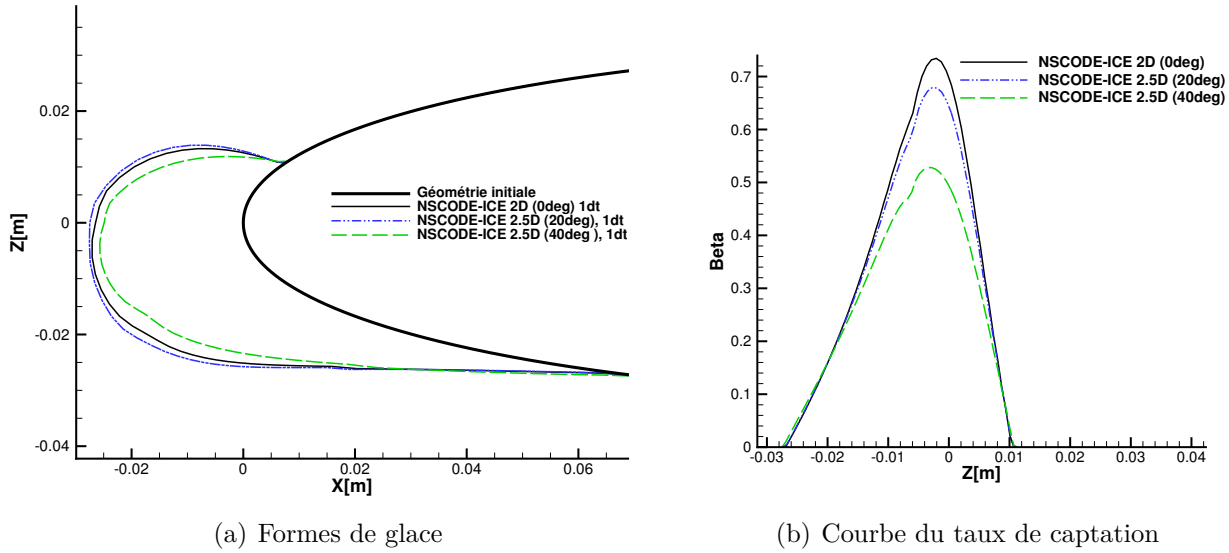 Z[m]
0.02
0
-0.02
-0.04
-0.02
0
0.02
0.04
0.06
X[m]
Géométrie initiale
NSCODE-ICE 2D (0deg) 1dt
NSCODE-ICE 2.5D (20deg), 1dt
NSCODE-ICE 2.5D (40deg ), 1dt
(a) Formes de glace
Beta
0.7
0.6
0.5
0.4
0.3
0.2
0.1
0
-0.03
-0.02
-0.01
0
0.01
0.02
0.03
0.04
Z[m]
NSCODE-ICE 2D (0deg)
NSCODE-ICE 2.5D (20deg)
NSCODE-ICE 2.5D (40deg)
(b) Courbe du taux de captation